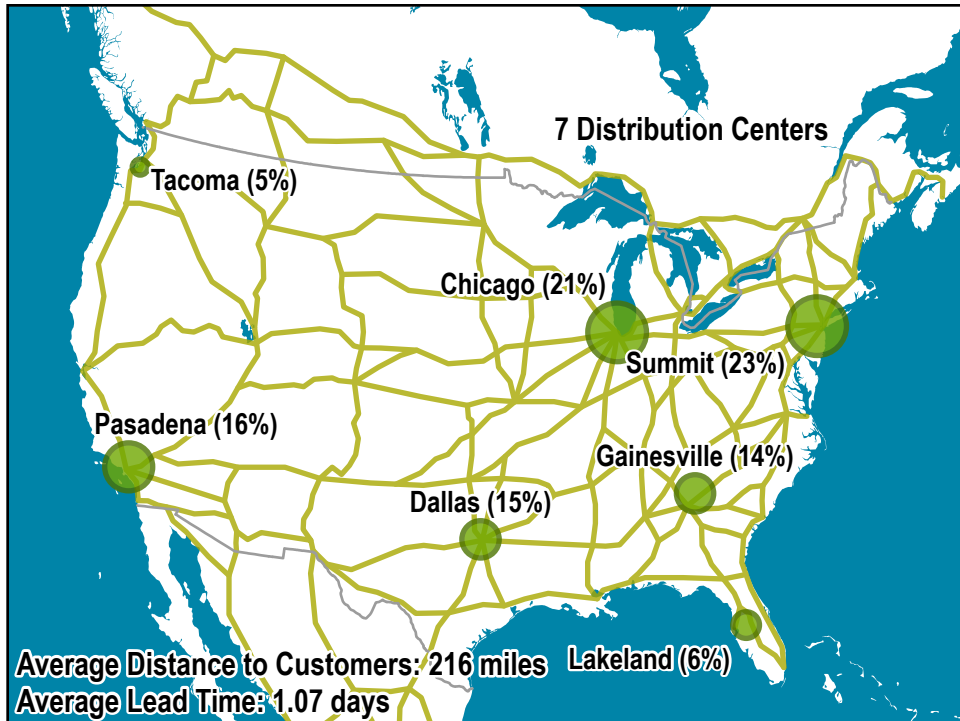 7 Distribution Centers
Tacoma (5%)
Chicago (21%)
Summit (23%)
Pasadena (16%)
Gainesville (14%)
Dallas (15%)
Average Distance to Customers: 216 miles
Lakeland (6%)
Average Lead Time: 1.07 days